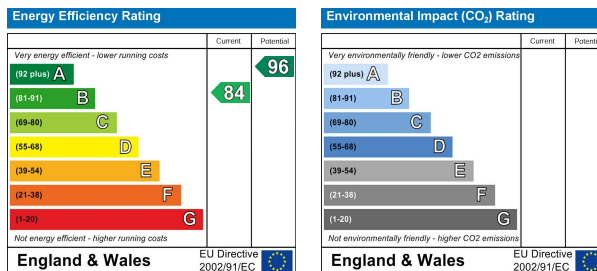 Energy Efficiency Rating
Current Potential
Very energy efficient - lower running costs
(92 plus) A
96
(81-91) B
84
(69-80) C
(55-68) D
(39-54) E
(21-38) F
(1-20) G
Not energy efficient - higher running costs
England & Wales
EU Directive
2002/91/EC
Environmental Impact (CO₂) Rating
Current Potenti
Very environmentally friendly - lower CO2 emissions
(92 plus) A
(81-91) B
(69-80) C
(55-68) D
(39-54) E
(21-38) F
(1-20) G
Not environmentally friendly - higher CO2 emissions
England & Wales
EU Directive
2002/91/EC